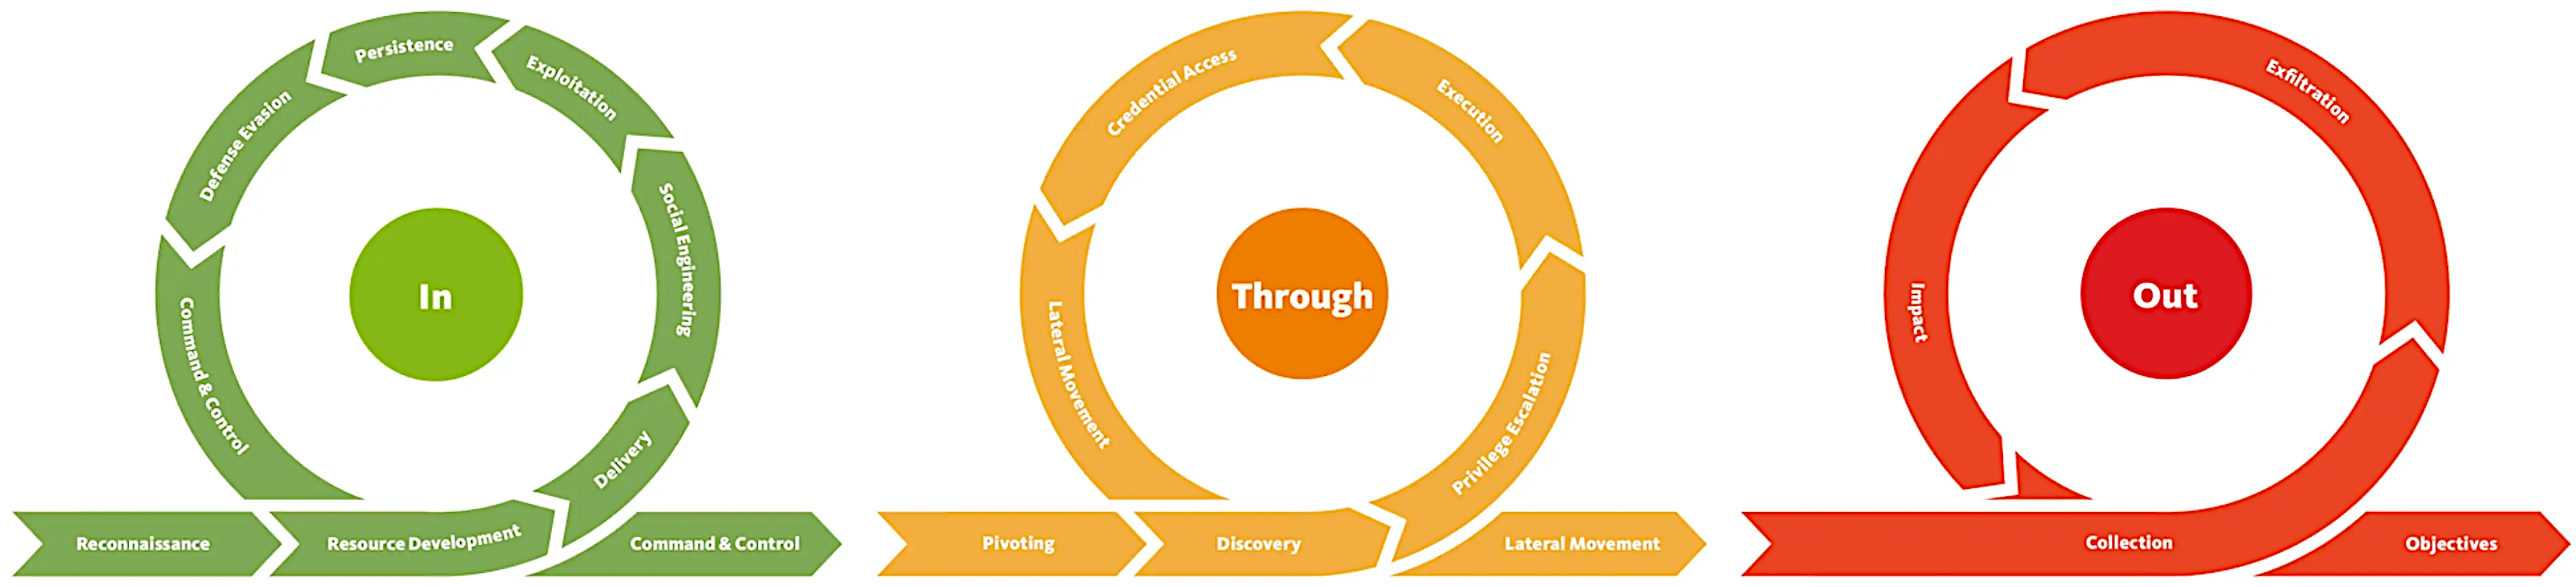 In
Reconnaissance
Resource Development
Delivery
Social Engineering
Exploitation
Persistence
Defense Evasion
Command & Control
Command & Control
Through
Pivoting
Discovery
Privilege Escalation
Execution
Credential Access
Lateral Movement
Lateral Movement
Out
Collection
Exfiltration
Impact
Objectives